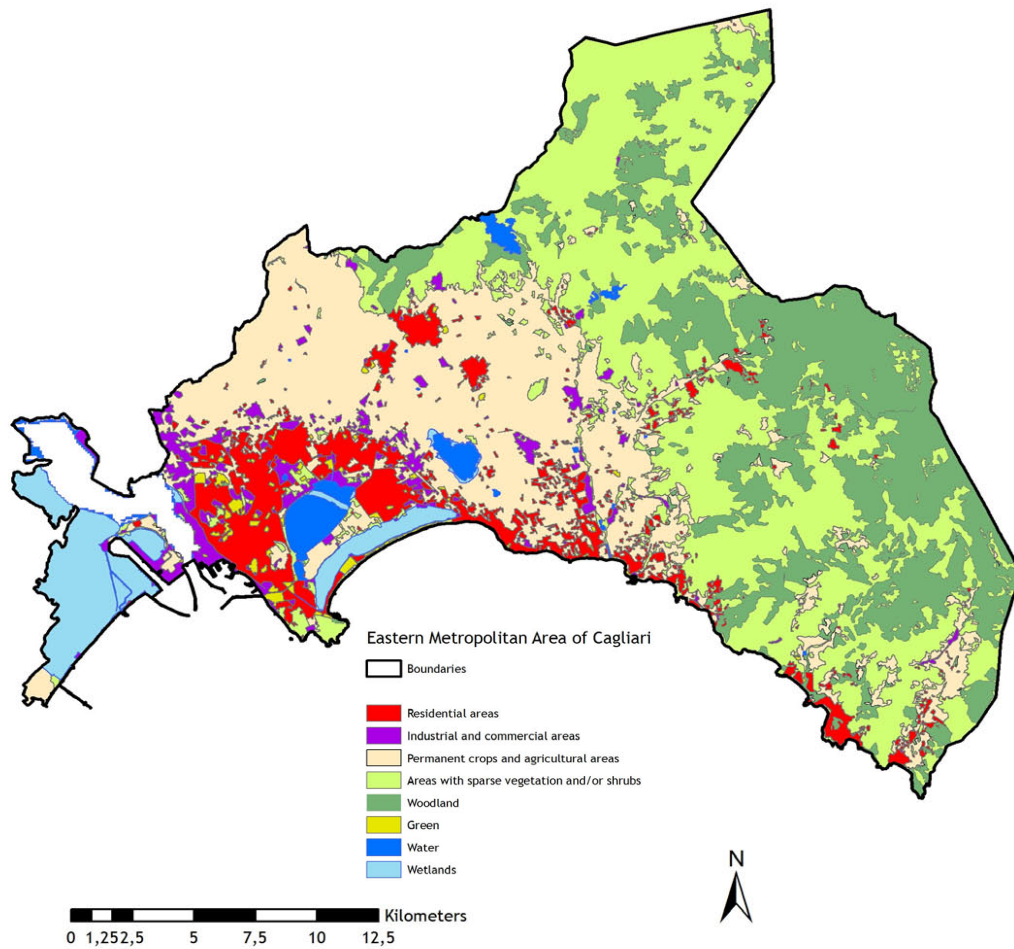 Eastern Metropolitan Area of Cagliari
Boundaries
Residential areas
Industrial and commercial areas
Permanent crops and agricultural areas
Areas with sparse vegetation and/or shrubs
Woodland
Green
Water
Wetlands
N
Kilometers
0 1,252,5 5 7,5 10 12,5